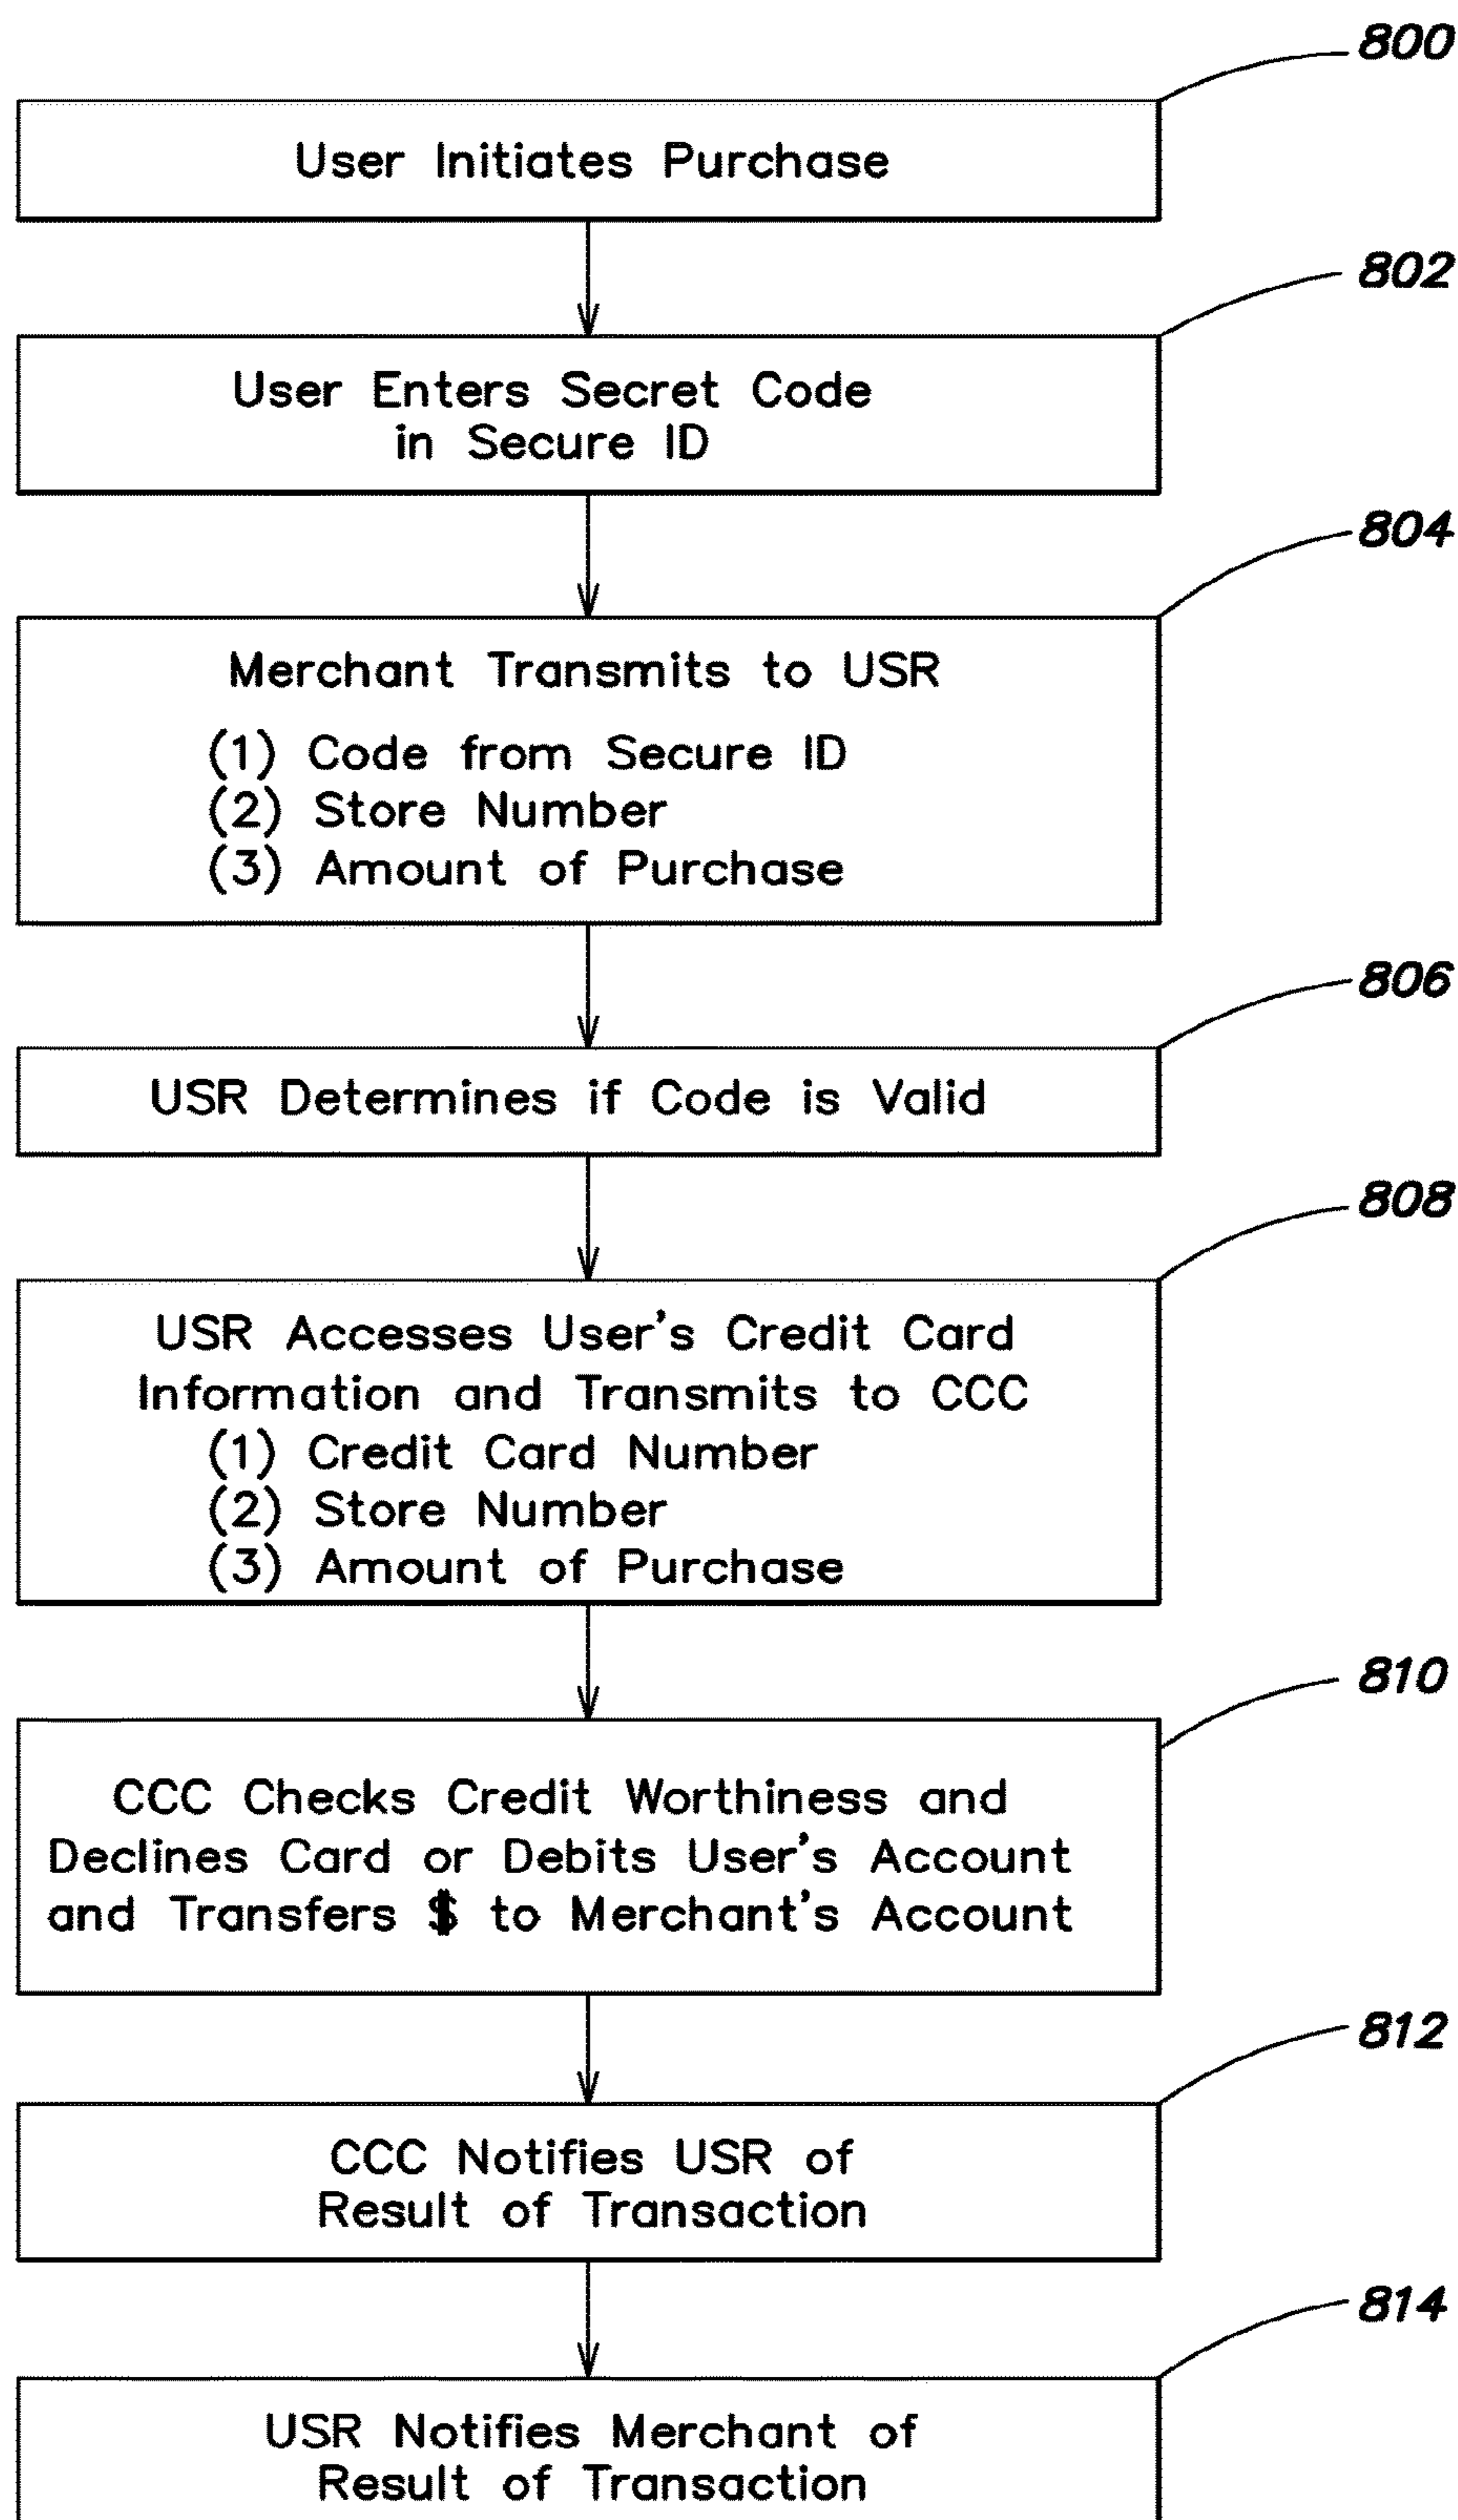 800
User Initiates Purchase
802
User Enters Secret Code
in Secure ID
804
Merchant Transmits to USR
(1) Code from Secure ID
(2) Store Number
(3) Amount of Purchase
806
USR Determines if Code is Valid
808
USR Accesses User's Credit Card
Information and Transmits to CCC
(1) Credit Card Number
(2) Store Number
(3) Amount of Purchase
810
CCC Checks Credit Worthiness and
Declines Card or Debits User's Account
and Transfers $ to Merchant's Account
812
CCC Notifies USR of
Result of Transaction
814
USR Notifies Merchant of
Result of Transaction